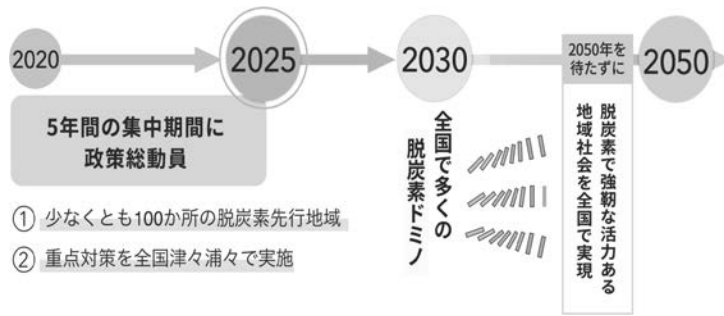 2020
2025
2030
2050年を
待たずに
2050
5年間の集中期間に
政策総動員
① 少なくとも100か所の脱炭素先行地域
② 重点対策を全国津々浦々で実施
全国で多くの
脱炭素ドミノ
脱炭素で強靭な活力ある
地域社会を全国で実現